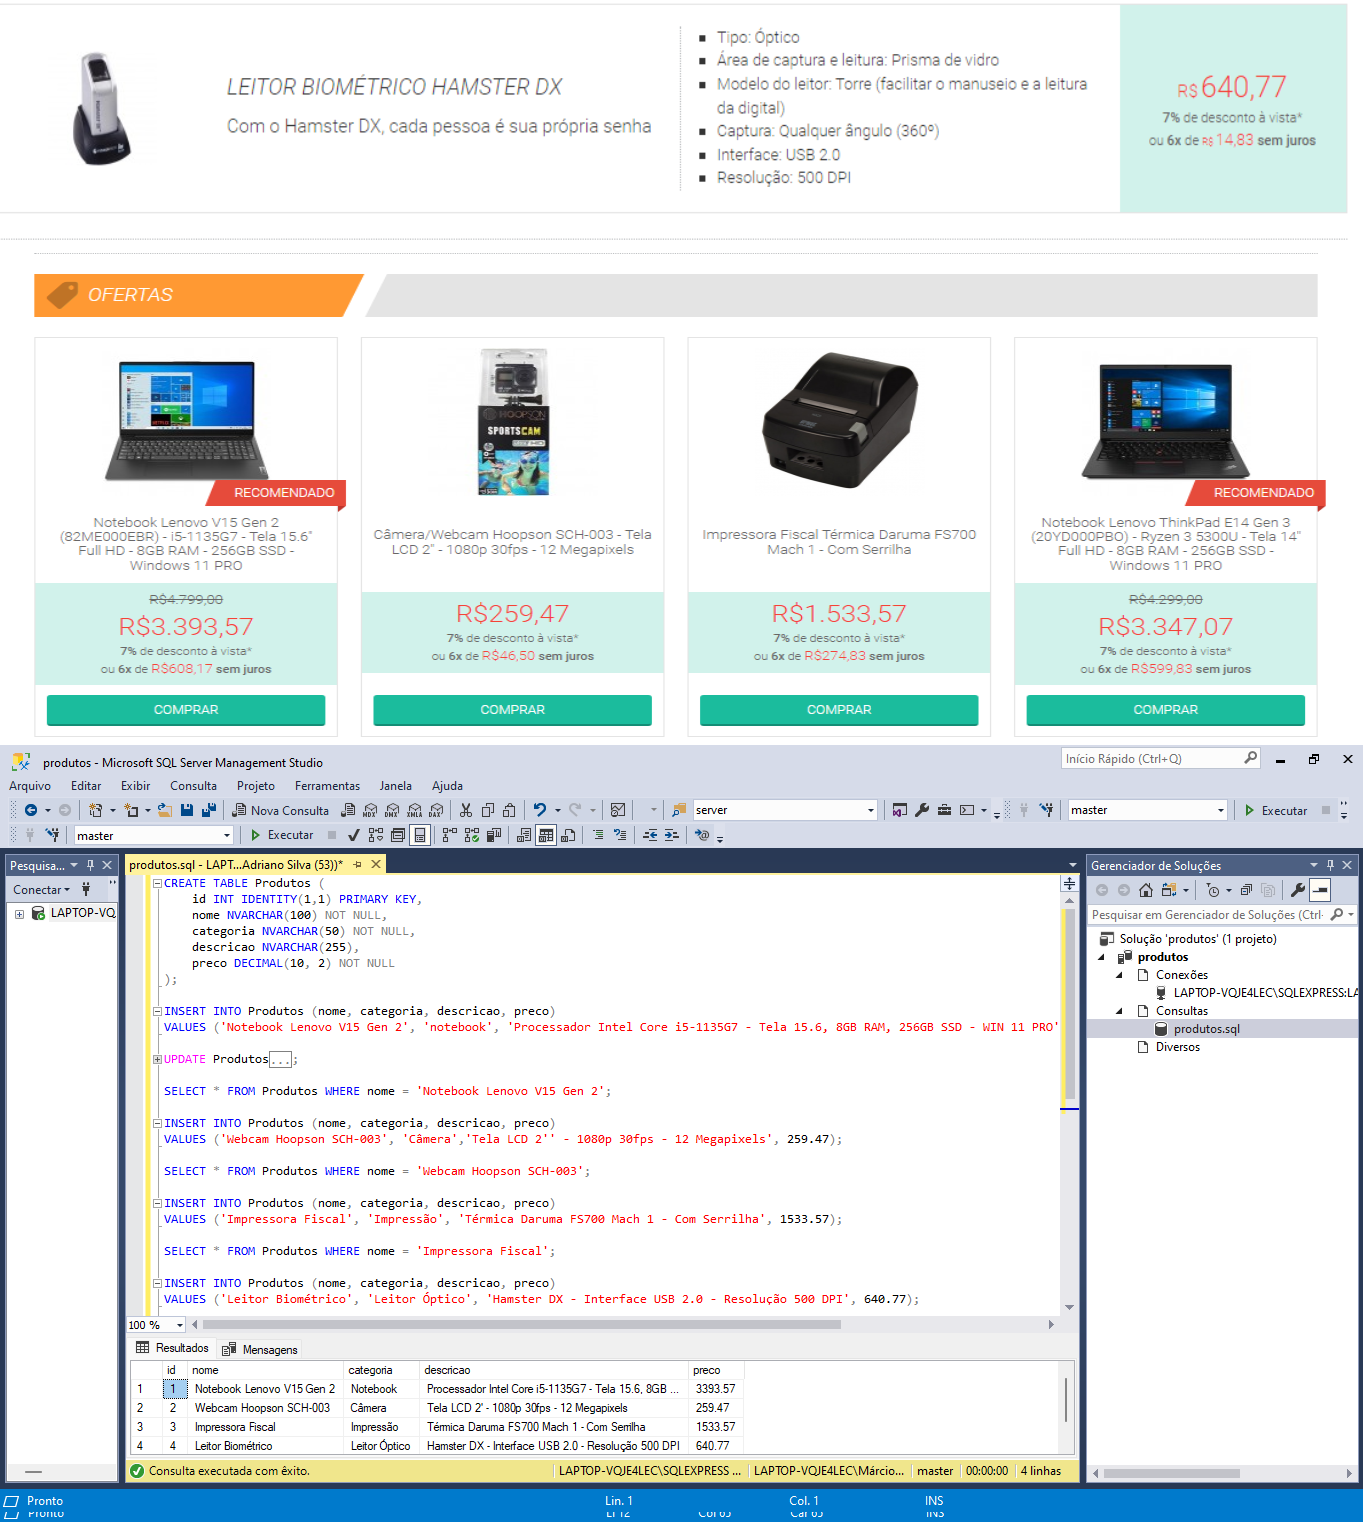 LEITOR BIOMÉTRICO HAMSTER DX
Com o Hamster DX, cada pessoa é sua própria senha
Tipo: Óptico
Área de captura e leitura: Prisma de vidro
Modelo do leitor: Torre (facilitar o manuseio e a leitura
da digital)
Captura: Qualquer ângulo (360º)
Interface: USB 2.0
Resolução: 500 DPI
R$640,77
7% de desconto à vista*
ou 6x de R$ 14,83 sem juros
OFERTAS
RECOMENDADO
Notebook Lenovo V15 Gen 2
(82ME000EBR) - i5-1135G7 - Tela 15.6"
Full HD - 8GB RAM - 256GB SSD -
Windows 11 PRO
R$4.799,00
R$3.393,57
7% de desconto à vista*
ou 6x de R$608,17 sem juros
COMPRAR
HOOPSON
SPORTSCAM
Câmera/Webcam Hoopson SCH-003 - Tela
LCD 2" - 1080p 30fps - 12 Megapixels
R$259,47
7% de desconto à vista*
ou 6x de R$46,50 sem juros
COMPRAR
Impressora Fiscal Térmica Daruma FS700
Mach 1 - Com Serrilha
R$1.533,57
7% de desconto à vista*
ou 6x de R$274,83 sem juros
COMPRAR
RECOMENDADO
Notebook Lenovo ThinkPad E14 Gen 3
(20YD000PBO) - Ryzen 3 5300U - Tela 14"
Full HD - 8GB RAM - 256GB SSD -
Windows 11 PRO
R$4.299,00
R$3.347,07
7% de desconto à vista*
ou 6x de R$599,83 sem juros
COMPRAR
produtos - Microsoft SQL Server Management Studio
Início Rápido (Ctrl+Q)
Arquivo Editar Exibir Consulta Projeto Ferramentas Janela Ajuda
Nova Consulta MDX DMX XMLA DAX server master Executar
master Executar
Pesquisa...
Conectar
LAPTOP-VQ
produtos.sql - LAPT...Adriano Silva (53))*
CREATE TABLE Produtos (
id INT IDENTITY(1,1) PRIMARY KEY,
nome NVARCHAR(100) NOT NULL,
categoria NVARCHAR(50) NOT NULL,
descricao NVARCHAR(255),
preco DECIMAL(10, 2) NOT NULL
);
INSERT INTO Produtos (nome, categoria, descricao, preco)
VALUES ('Notebook Lenovo V15 Gen 2', 'notebook', 'Processador Intel Core i5-1135G7 - Tela 15.6, 8GB RAM, 256GB SSD - WIN 11 PRO'
UPDATE Produtos...;
SELECT * FROM Produtos WHERE nome = 'Notebook Lenovo V15 Gen 2';
INSERT INTO Produtos (nome, categoria, descricao, preco)
VALUES ('Webcam Hoopson SCH-003', 'Câmera','Tela LCD 2'' - 1080p 30fps - 12 Megapixels', 259.47);
SELECT * FROM Produtos WHERE nome = 'Webcam Hoopson SCH-003';
INSERT INTO Produtos (nome, categoria, descricao, preco)
VALUES ('Impressora Fiscal', 'Impressão', 'Térmica Daruma FS700 Mach 1 - Com Serrilha', 1533.57);
SELECT * FROM Produtos WHERE nome = 'Impressora Fiscal';
INSERT INTO Produtos (nome, categoria, descricao, preco)
VALUES ('Leitor Biométrico', 'Leitor Óptico', 'Hamster DX - Interface USB 2.0 - Resolução 500 DPI', 640.77);
100 %
Resultados Mensagens
id nome categoria descricao preco
1 1 Notebook Lenovo V15 Gen 2 Notebook Processador Intel Core i5-1135G7 - Tela 15.6, 8GB ... 3393.57
2 2 Webcam Hoopson SCH-003 Câmera Tela LCD 2' - 1080p 30fps - 12 Megapixels 259.47
3 3 Impressora Fiscal Impressão Térmica Daruma FS700 Mach 1 - Com Serrilha 1533.57
4 4 Leitor Biométrico Leitor Óptico Hamster DX - Interface USB 2.0 - Resolução 500 DPI 640.77
Consulta executada com êxito. LAPTOP-VQJE4LEC\SQLEXPRESS ... LAPTOP-VQJE4LEC\Márcio... master 00:00:00 4 linhas
Gerenciador de Soluções
Pesquisar em Gerenciador de Soluções (Ctrl-
Solução 'produtos' (1 projeto)
produtos
Conexões
LAPTOP-VQJE4LEC\SQLEXPRESS:LA
Consultas
produtos.sql
Diversos
Pronto Lin. 1 Col. 1 INS
Pronto